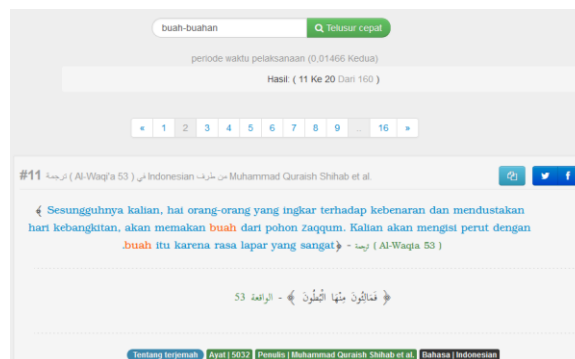 buah-buahan
Telusur cepat
periode waktu pelaksanaan (0,01466 Kedua)
Hasil: ( 11 Ke 20 Dari 160 )
« 1 2 3 4 5 6 7 8 9 .. 16 »
#11 ترجمة ( Al-Waqi'a 53 ) في Indonesian من طرف Muhammad Quraish Shihab et al.
﴾ Sesungguhnya kalian, hai orang-orang yang ingkar terhadap kebenaran dan mendustakan
hari kebangkitan, akan memakan buah dari pohon zaqqum. Kalian akan mengisi perut dengan
.buah itu karena rasa lapar yang sangat﴿ - ترجمة ( Al-Waqi'a 53 )
﴿ فَمَالِئُونَ مِنْهَا الْبُطُونَ ﴾ - الواقعة 53
Tentang terjemah Ayat | 5032 Penulis | Muhammad Quraish Shihab et al. Bahasa | Indonesian